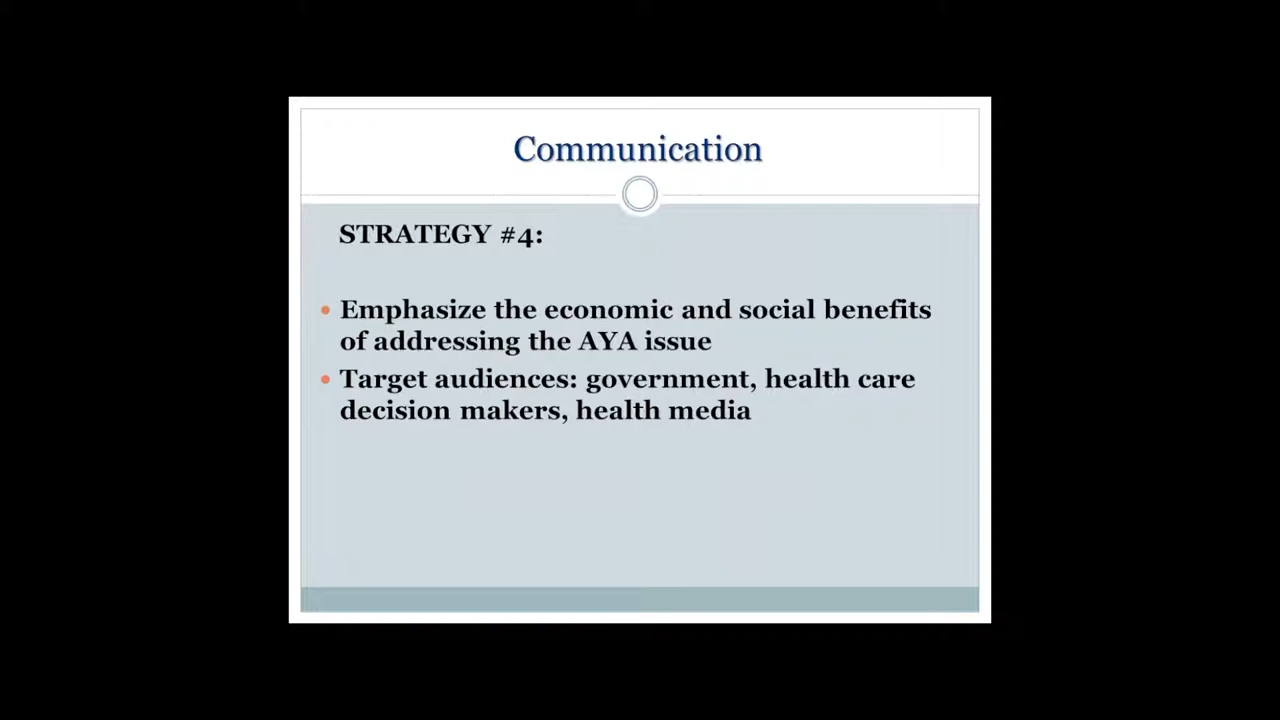 Communication
STRATEGY #4:
• Emphasize the economic and social benefits
of addressing the AYA issue
• Target audiences: government, health care
decision makers, health media